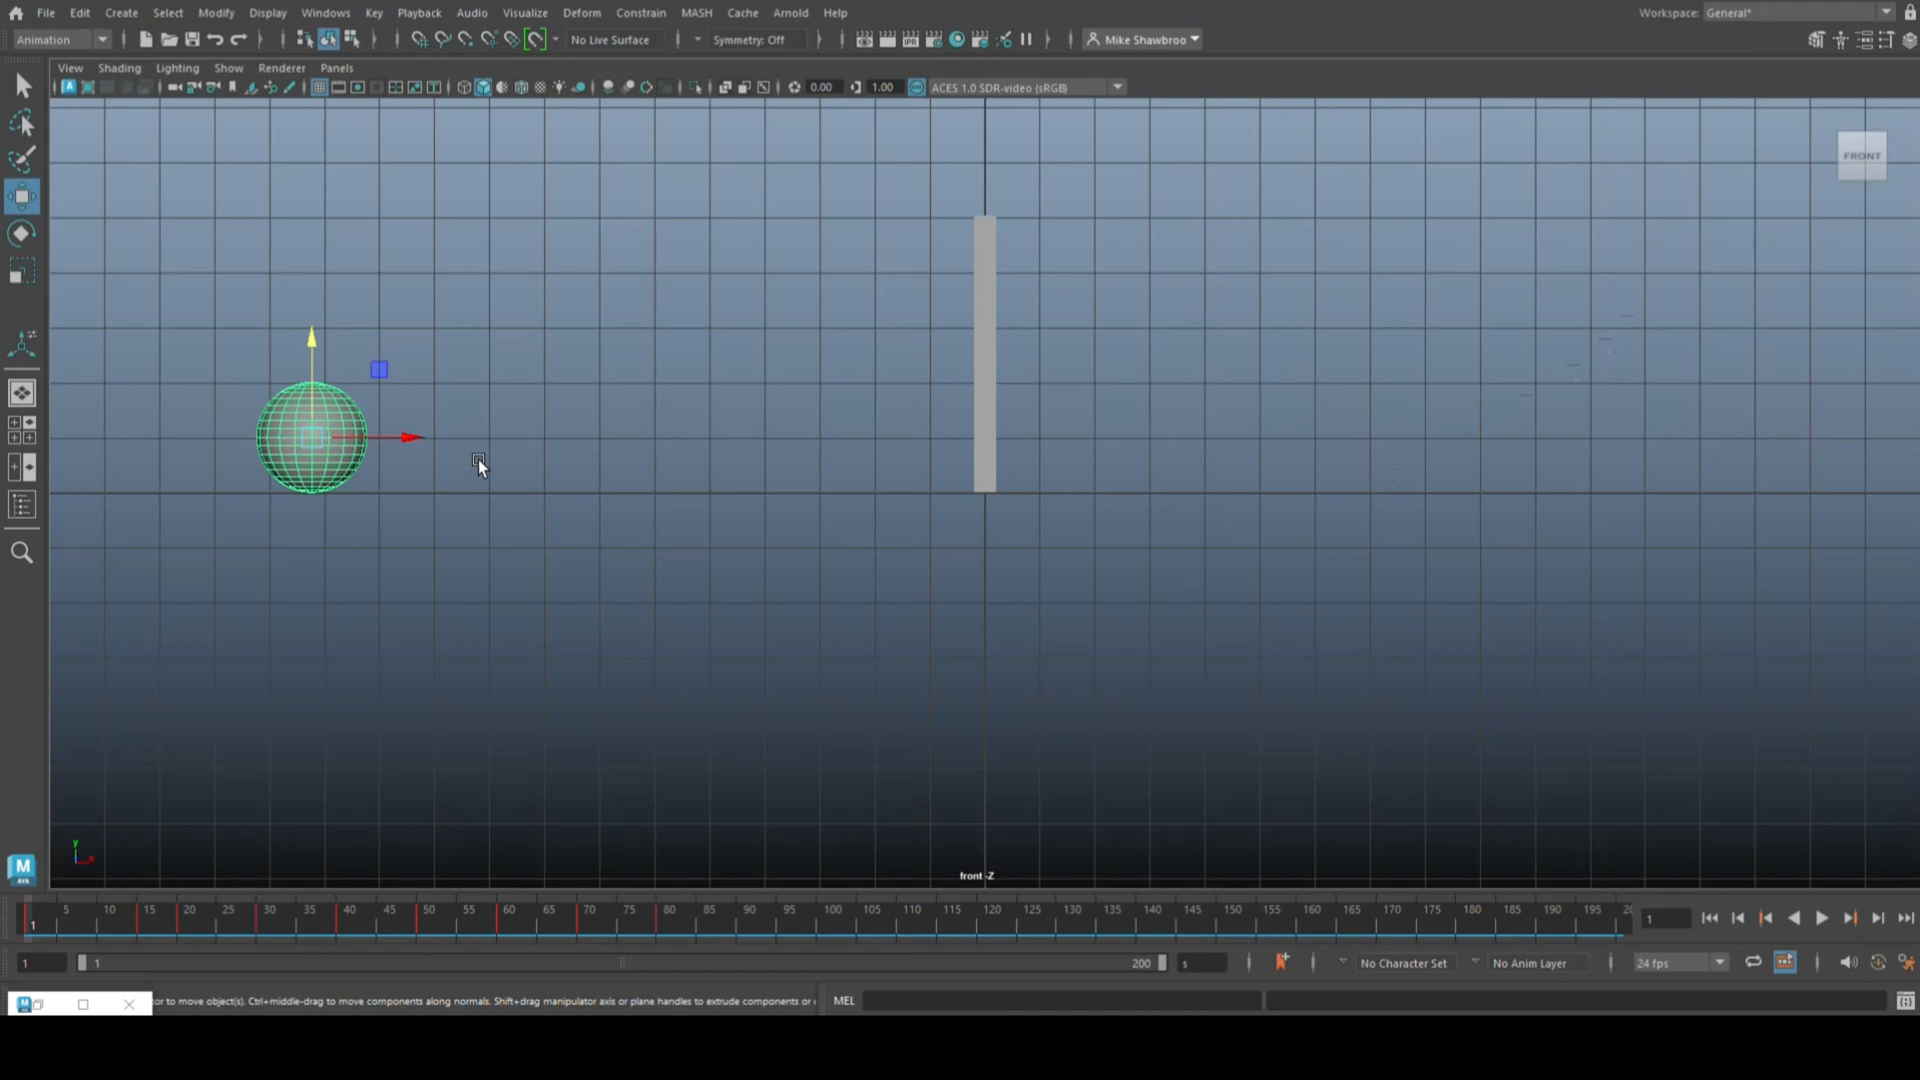 File Edit Create Select Modify Display Windows Key Playback Audio Visualize Deform Constrain MASH Cache Arnold Help Workspace: General*
Animation No Live Surface Symmetry: Off IPR Mike Shawbroo
View Shading Lighting Show Renderer Panels
0.00 1.00 ACES 1.0 SDR-video (sRGB)
FRONT
y
x
front -Z
M
AYA
5 10 15 20 25 30 35 40 45 50 55 60 65 70 75 80 85 90 95 100 105 110 115 120 125 130 135 140 145 150 155 160 165 170 175 180 185 190 195 20
1 1
1 1 200 s No Character Set No Anim Layer 24 fps
tor to move object(s). Ctrl+middle-drag to move components along normals. Shift+drag manipulator axis or plane handles to extrude components or MEL